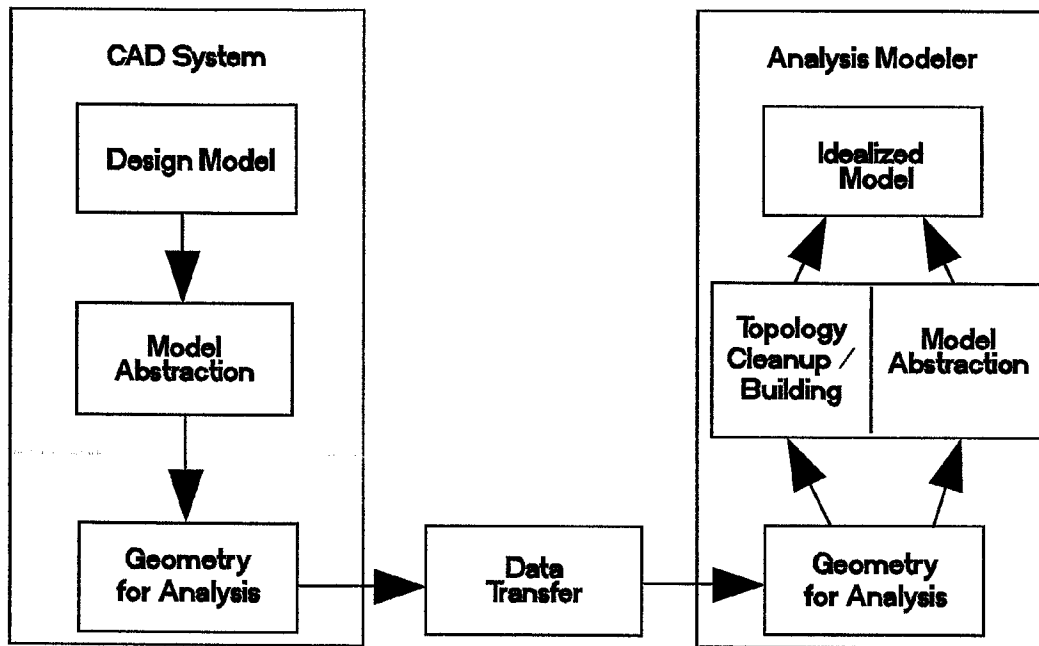 CAD System
Design Model
Model
Abstraction
Geometry
for Analysis
Data
Transfer
Analysis Modeler
Idealized
Model
Topology
Cleanup /
Building
Model
Abstraction
Geometry
for Analysis